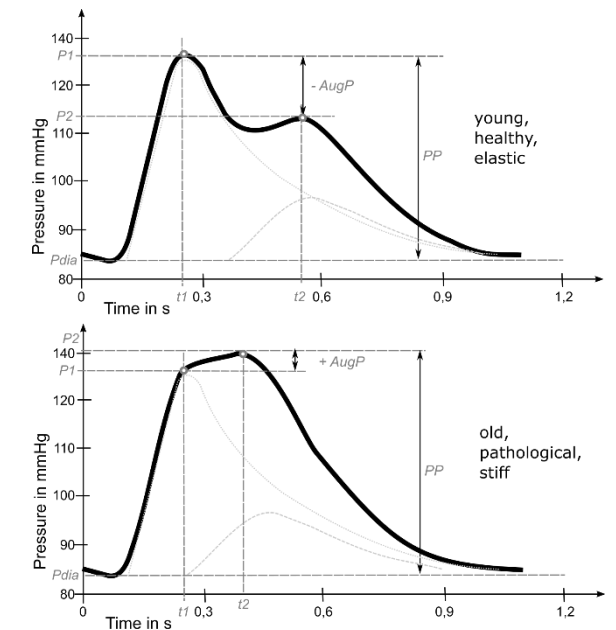 140
P1
- AugP
120
P2
110
young,
healthy,
elastic
PP
100
90
Pdia
80
Pressure in mmHg
0
t1
0,3
t2
0,6
0,9
1,2
Time in s
P2
140
P1
+ AugP
120
110
old,
pathological,
stiff
PP
100
90
Pdia
80
Pressure in mmHg
0
t1
0,3
t2
0,6
0,9
1,2
Time in s